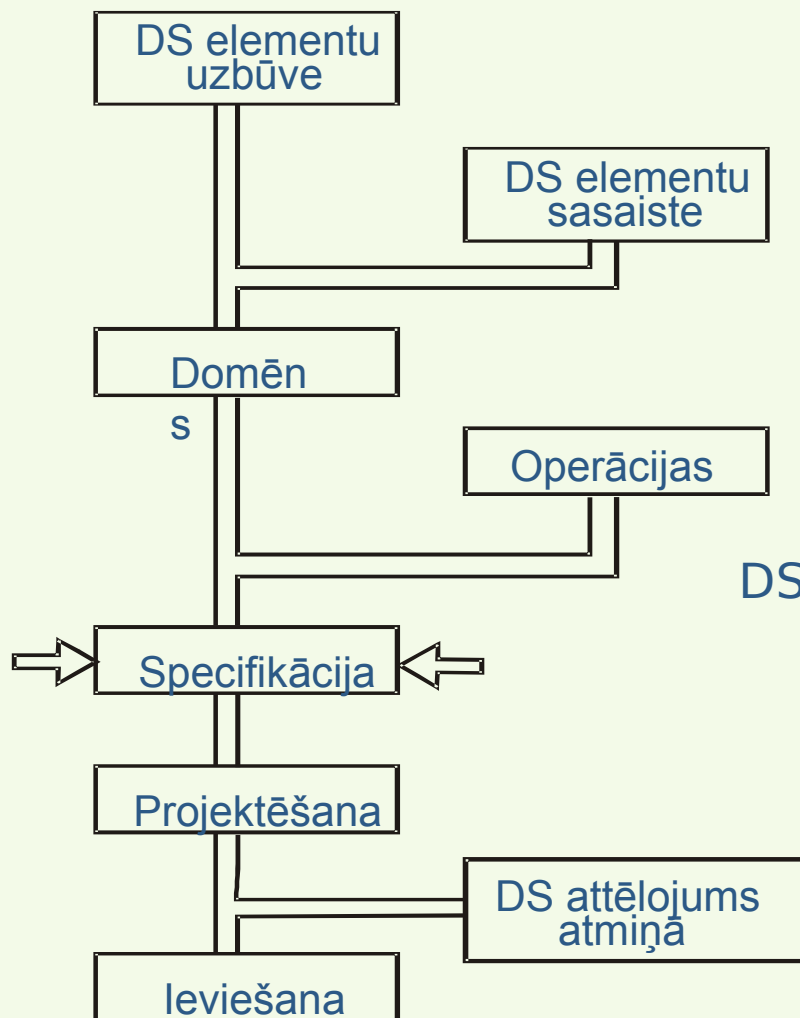 DS elementu
uzbūve
DS elementu
sasaiste
Domēn
s
Operācijas
DS
Specifikācija
Projektēšana
DS attēlojums
atmiņā
Ieviešana